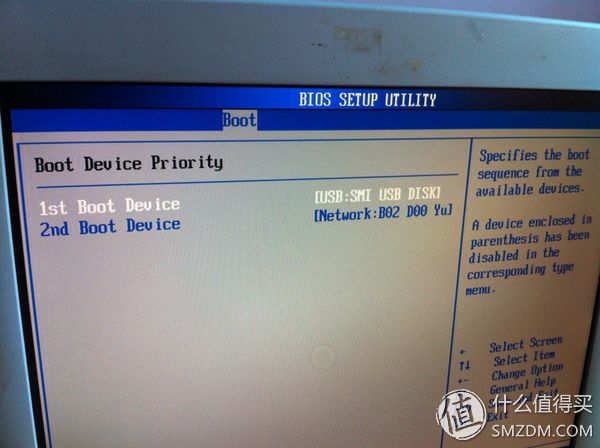 BIOS SETUP UTILITY
Boot
Boot Device Priority
1st Boot Device [USB:SMI USB DISK]
2nd Boot Device [Network:B02 D00 Yu]
Specifies the boot
sequence from the
available devices.
A device enclosed in
parenthesis has been
disabled in the
corresponding type
menu.
← Select Screen
↑↓ Select Item
+- Change Option
General Help
Exit
Exit
值 什么值得买
SMZDM.COM